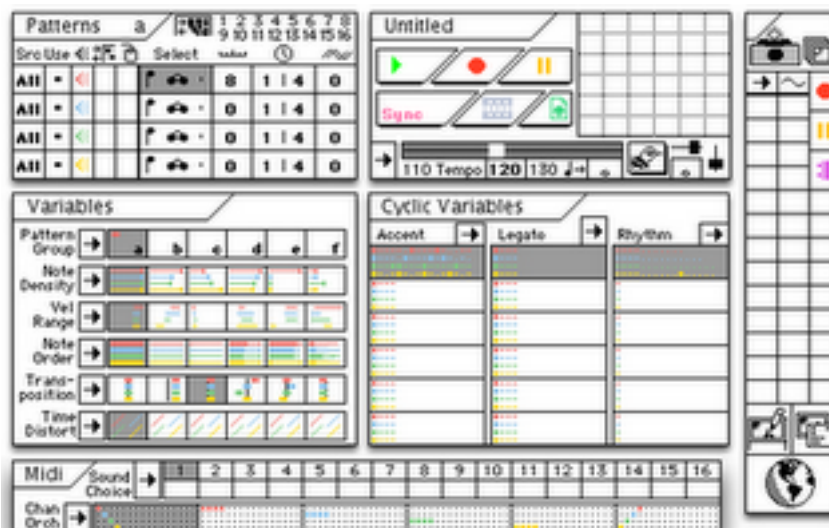 Patterns a 1 2 3 4 5 6 7 8
9 10 11 12 13 14 15 16
Src Use Select
All 8 1 | 4 0
All 0 1 | 4 0
All 0 1 | 4 0
All 0 1 | 4 0
Untitled
Sync
110 Tempo 120 130
Variables
Pattern Group a b c d e f
Note Density
Vel Range
Note Order
Trans-position
Time Distort
Cyclic Variables
Accent Legato Rhythm
Midi Sound Choice 1 2 3 4 5 6 7 8 9 10 11 12 13 14 15 16
Chan Orch